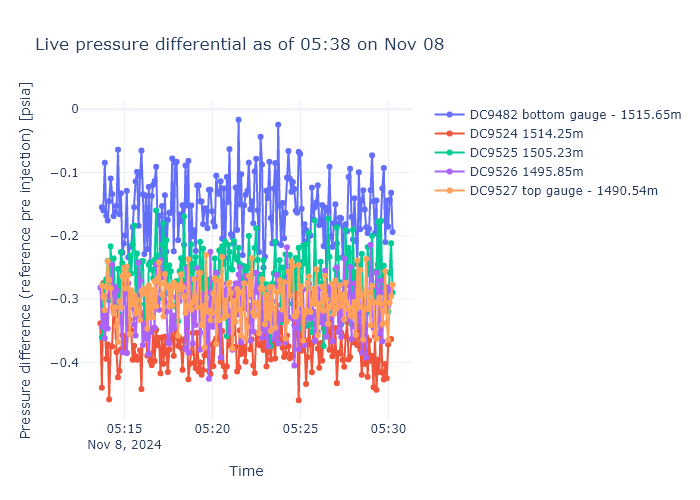 Live pressure differential as of 05:38 on Nov 08
Pressure difference (reference pre injection) [psia]
0
−0.1
−0.2
−0.3
−0.4
05:15
05:20
05:25
05:30
Nov 8, 2024
Time
DC9482 bottom gauge - 1515.65m
DC9524 1514.25m
DC9525 1505.23m
DC9526 1495.85m
DC9527 top gauge - 1490.54m